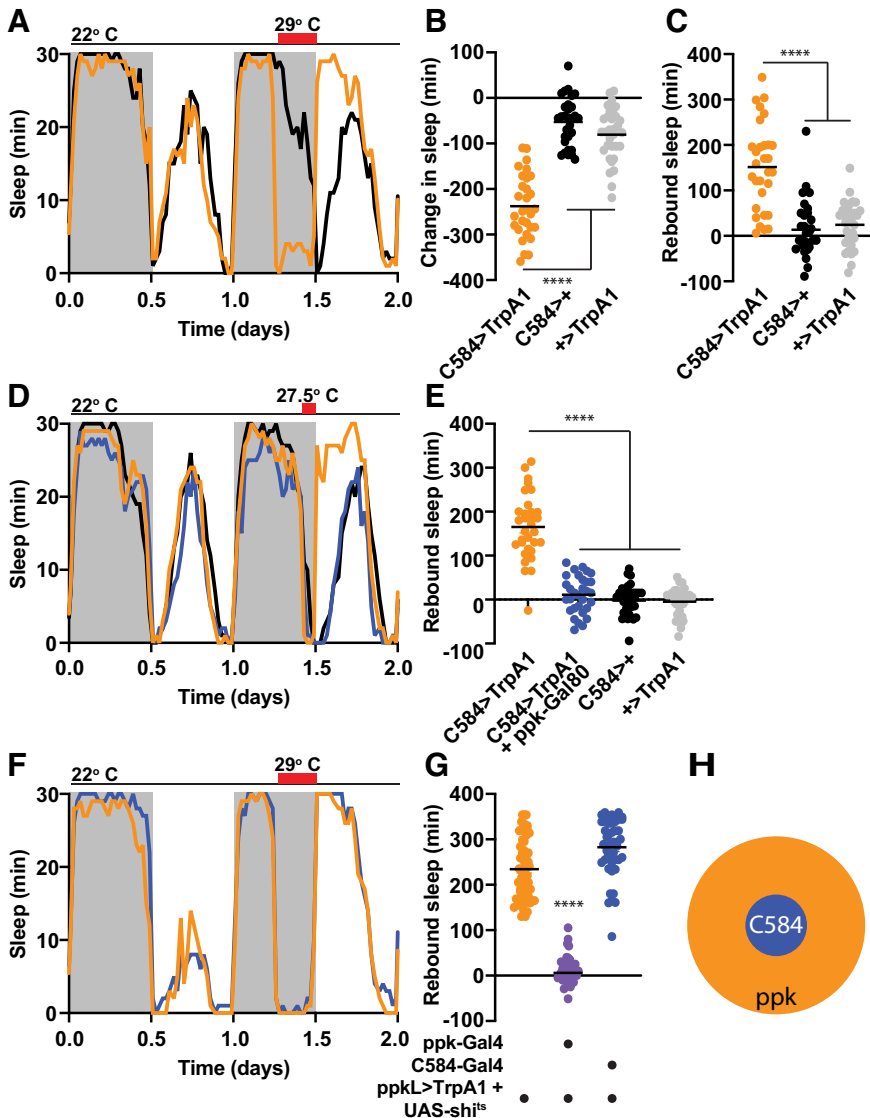 A
22° C
29° C
Sleep (min)
30
20
10
0
0.0 0.5 1.0 1.5 2.0
Time (days)
B
Change in sleep (min)
100
0
-100
-200
-300
-400
****
C584>TrpA1
C584>+
+>TrpA1
C
Rebound sleep (min)
400
300
200
100
0
-100
****
C584>TrpA1
C584>+
+>TrpA1
D
22° C
27.5° C
Sleep (min)
30
20
10
0
0.0 0.5 1.0 1.5 2.0
Time (days)
E
Rebound sleep (min)
400
300
200
100
0
-100
****
C584>TrpA1
C584>TrpA1
+ ppk-Gal80
C584>+
+>TrpA1
F
22° C
29° C
Sleep (min)
30
20
10
0
0.0 0.5 1.0 1.5 2.0
Time (days)
G
Rebound sleep (min)
400
300
200
100
0
-100
****
ppk-Gal4
C584-Gal4
ppkL>TrpA1 +
UAS-shi^ts
H
C584
ppk